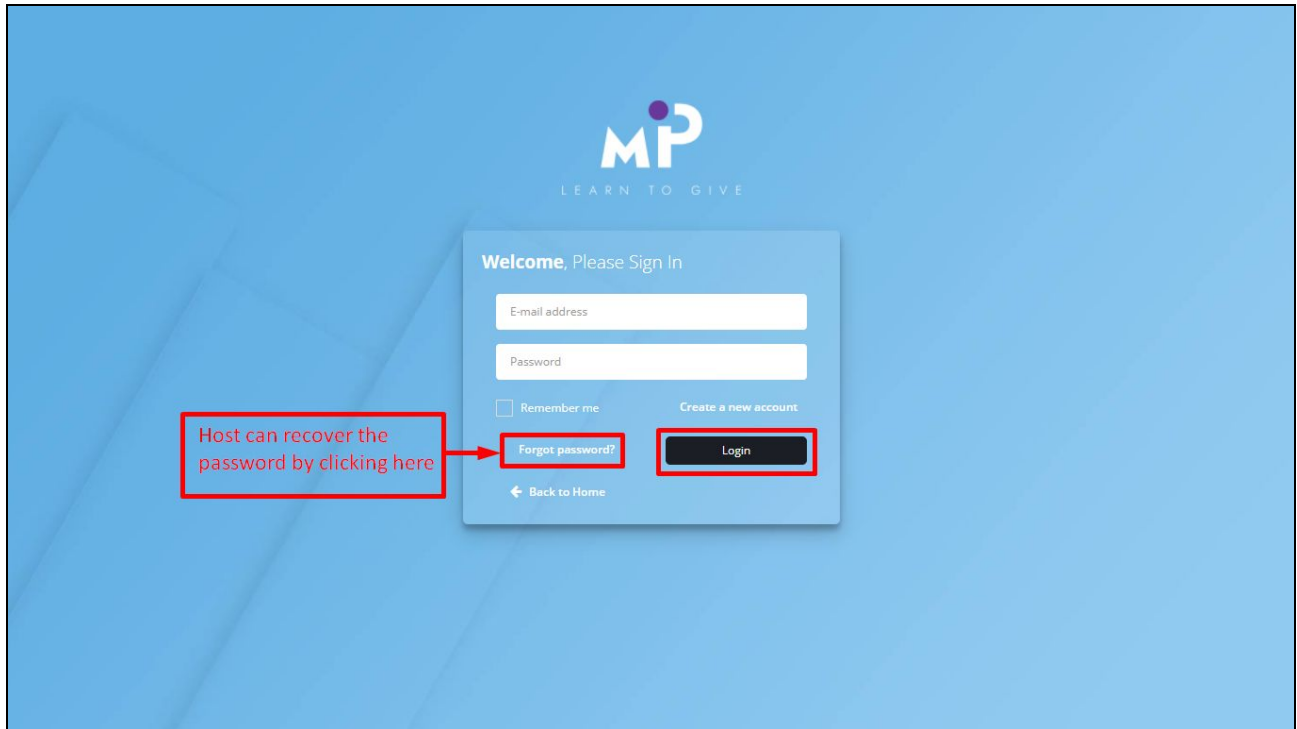 MIP
LEARN TO GIVE
Welcome, Please Sign In
E-mail address
Password
Remember me
Create a new account
Host can recover the
password by clicking here
Forgot password?
Login
Back to Home